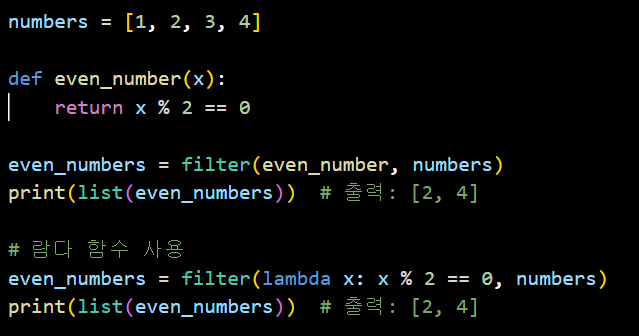 numbers = [1, 2, 3, 4]
def even_number(x):
    return x % 2 == 0
even_numbers = filter(even_number, numbers)
print(list(even_numbers))  # 출력: [2, 4]
# 람다 함수 사용
even_numbers = filter(lambda x: x % 2 == 0, numbers)
print(list(even_numbers))  # 출력: [2, 4]